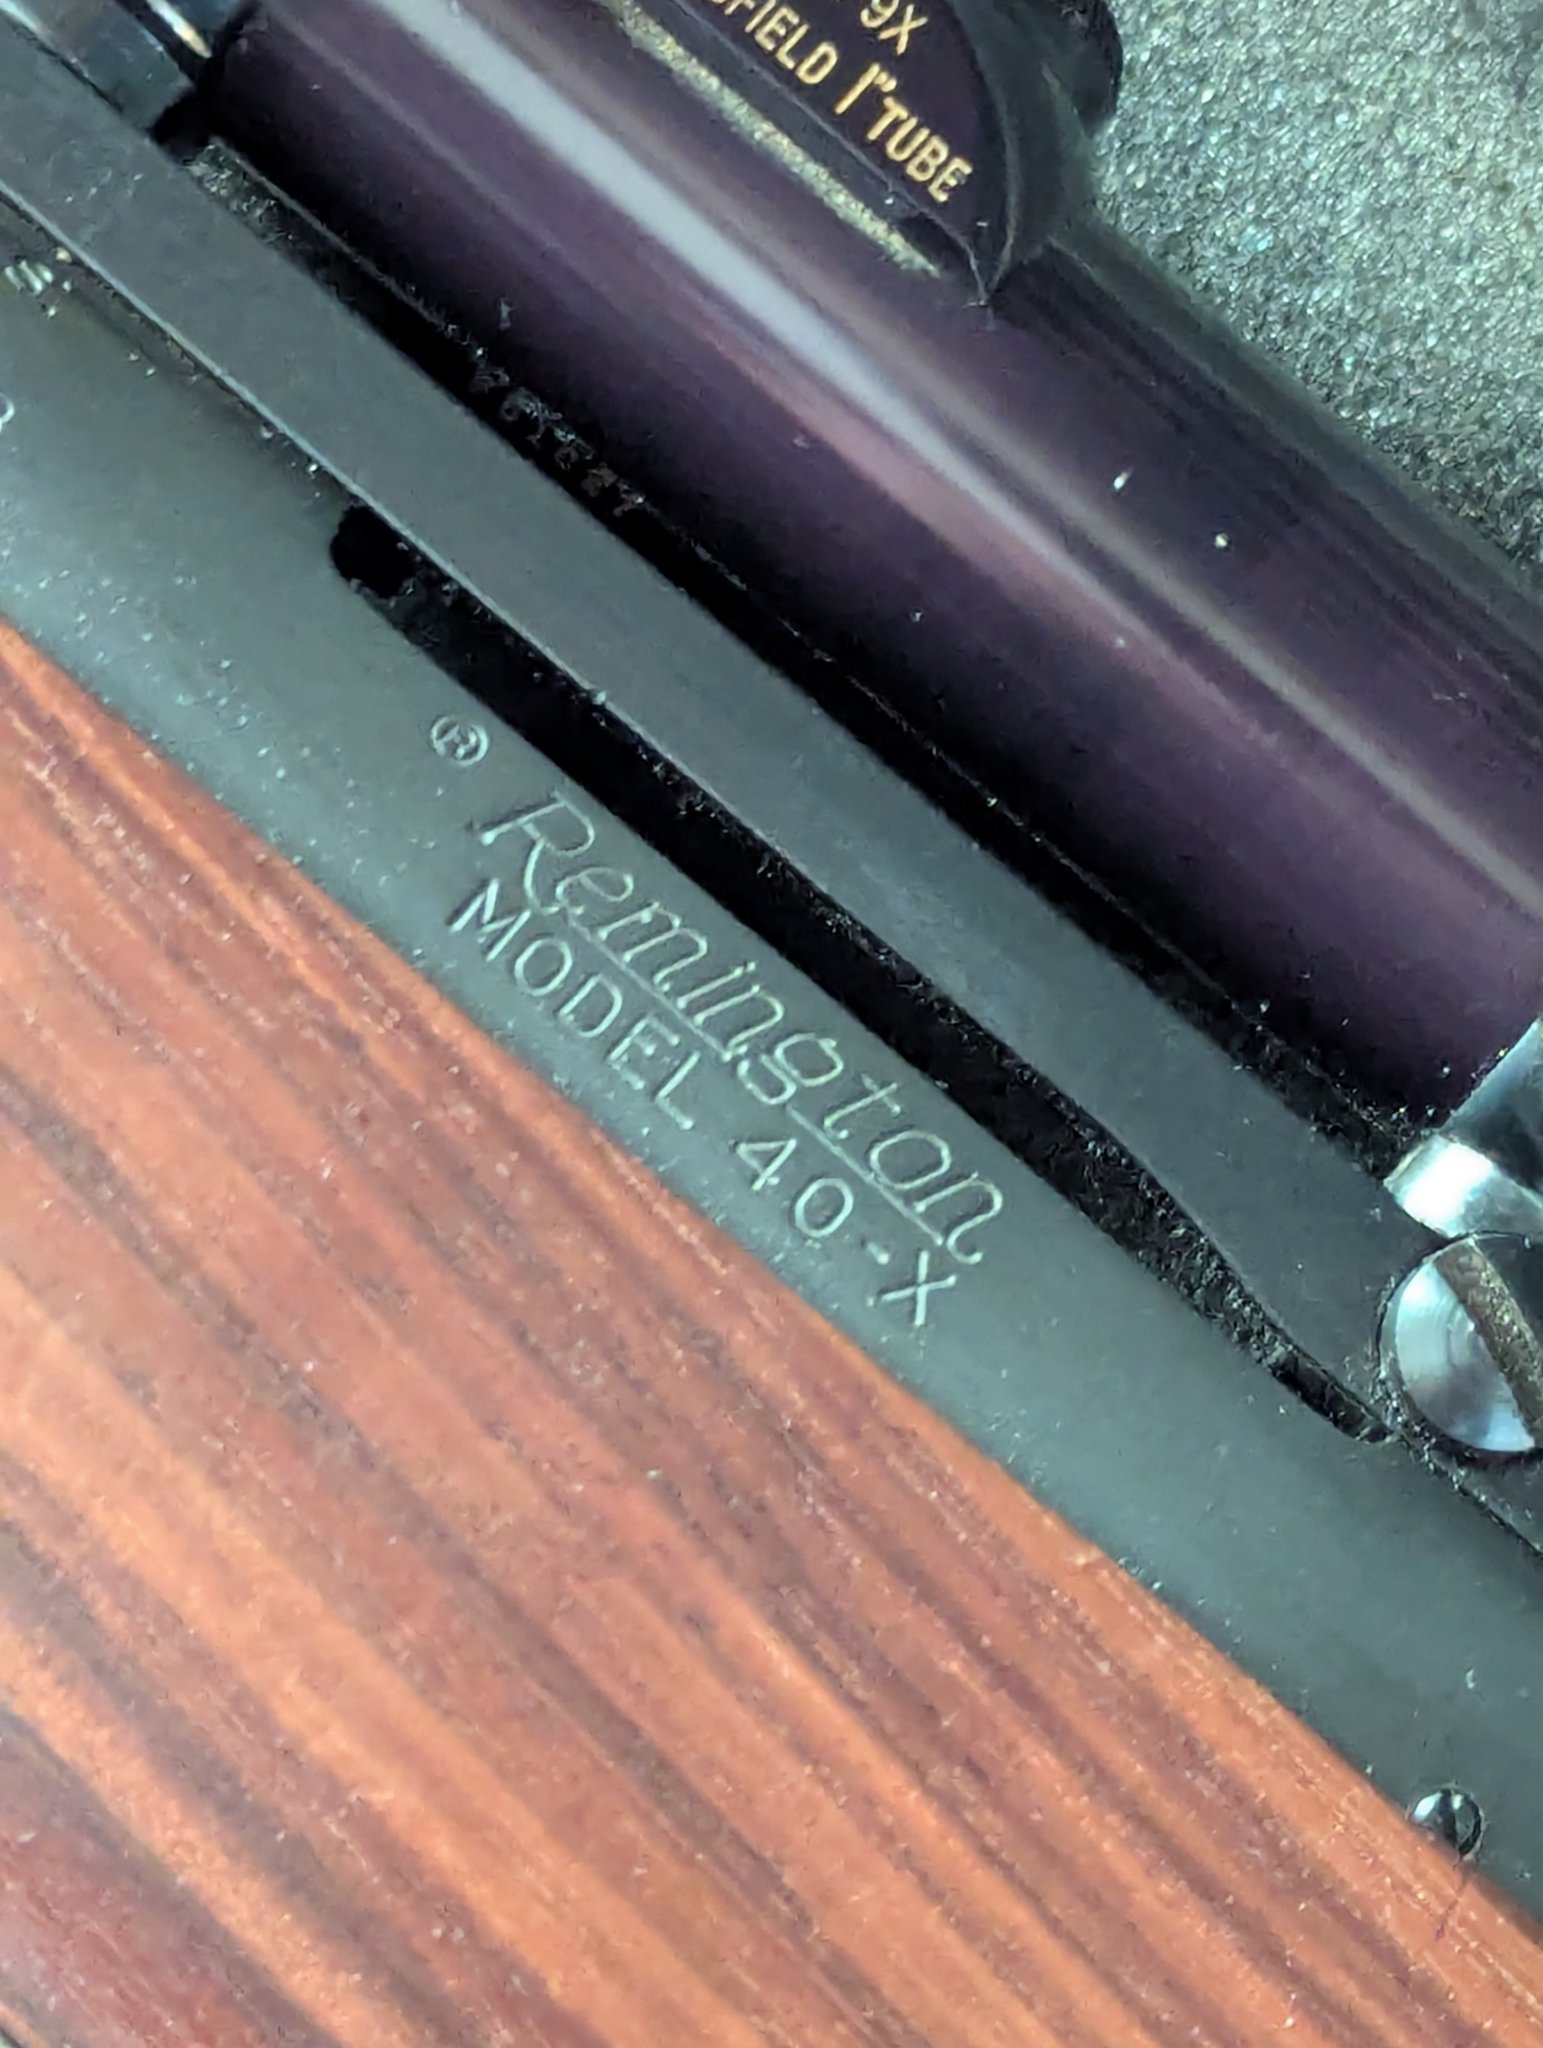 9X
FIELD 1" TUBE
® Remington
MODEL 40-X